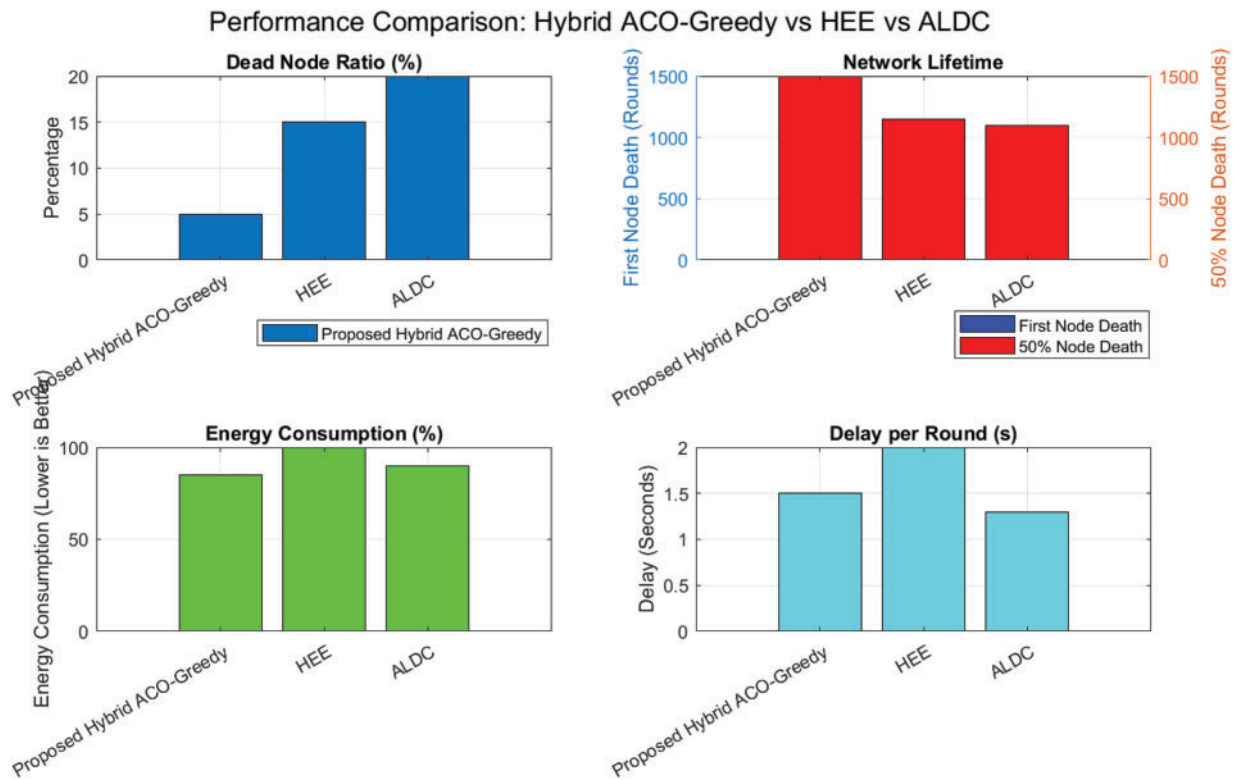 Performance Comparison: Hybrid ACO-Greedy vs HEE vs ALDC
Dead Node Ratio (%)
Percentage
20
15
10
5
0
Proposed Hybrid ACO-Greedy
HEE
ALDC
Proposed Hybrid ACO-Greedy
Network Lifetime
First Node Death (Rounds)
1500
1000
500
0
50% Node Death (Rounds)
1500
1000
500
0
Proposed Hybrid ACO-Greedy
HEE
ALDC
First Node Death
50% Node Death
Energy Consumption (%)
Energy Consumption (Lower is Better)
100
50
0
Proposed Hybrid ACO-Greedy
HEE
ALDC
Delay per Round (s)
Delay (Seconds)
2
1.5
1
0.5
0
Proposed Hybrid ACO-Greedy
HEE
ALDC